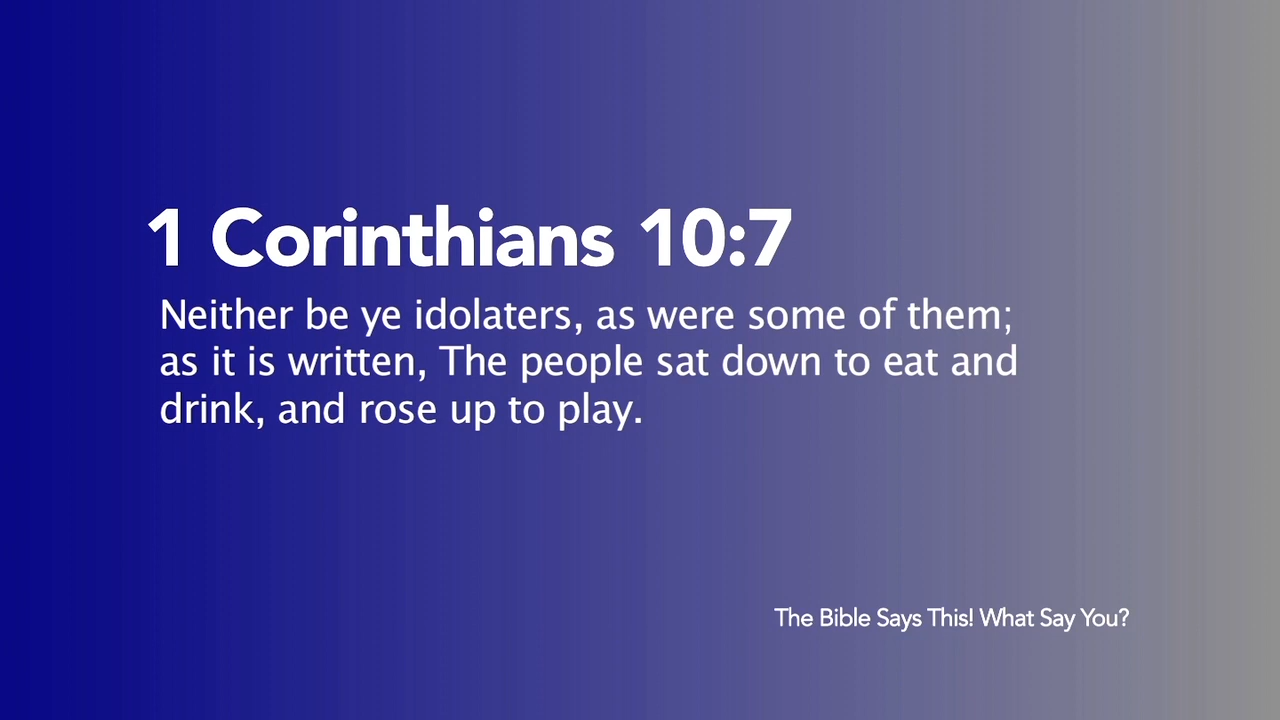 1 Corinthians 10:7
Neither be ye idolaters, as were some of them;
as it is written, The people sat down to eat and
drink, and rose up to play.
The Bible Says This! What Say You?